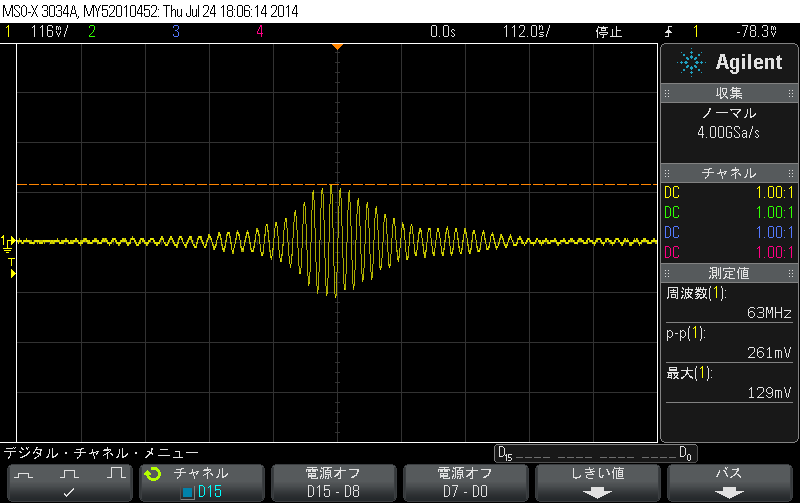 MSO-X 3034A, MY52010452: Thu Jul 24 18:06:14 2014
1 116V/ 2 3 4 0.0s 112.0s/ 停止 1 -78.3V
Agilent
収集
ノーマル
4.00GSa/s
チャネル
DC 1.00:1
DC 1.00:1
DC 1.00:1
DC 1.00:1
測定値
周波数(1):
63MHz
p-p(1):
261mV
最大(1):
129mV
1
T
デジタル・チャネル・メニュー
D15 D0
チャネル
D15
電源オフ
D15 - D8
電源オフ
D7 - D0
しきい値
バス